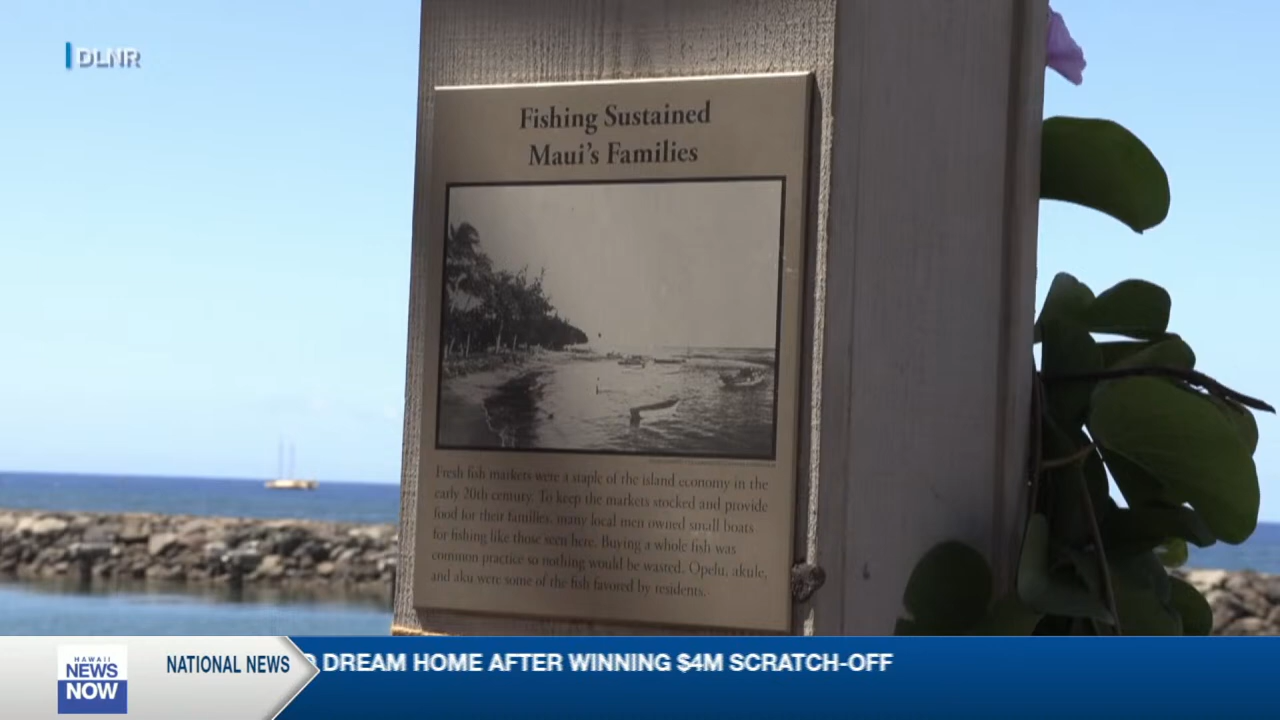 DLNR
Fishing Sustained
Maui's Families
Fresh fish markets were a staple of the island economy in the
early 20th century. To keep the markets stocked and provide
food for their families, many local men owned small boats
for fishing like those seen here. Buying a whole fish was
common practice so nothing would be wasted. Opelu, akule,
and aku were some of the fish favored by residents.
HAWAII
NEWS
NOW
NATIONAL NEWS
DREAM HOME AFTER WINNING $4M SCRATCH-OFF